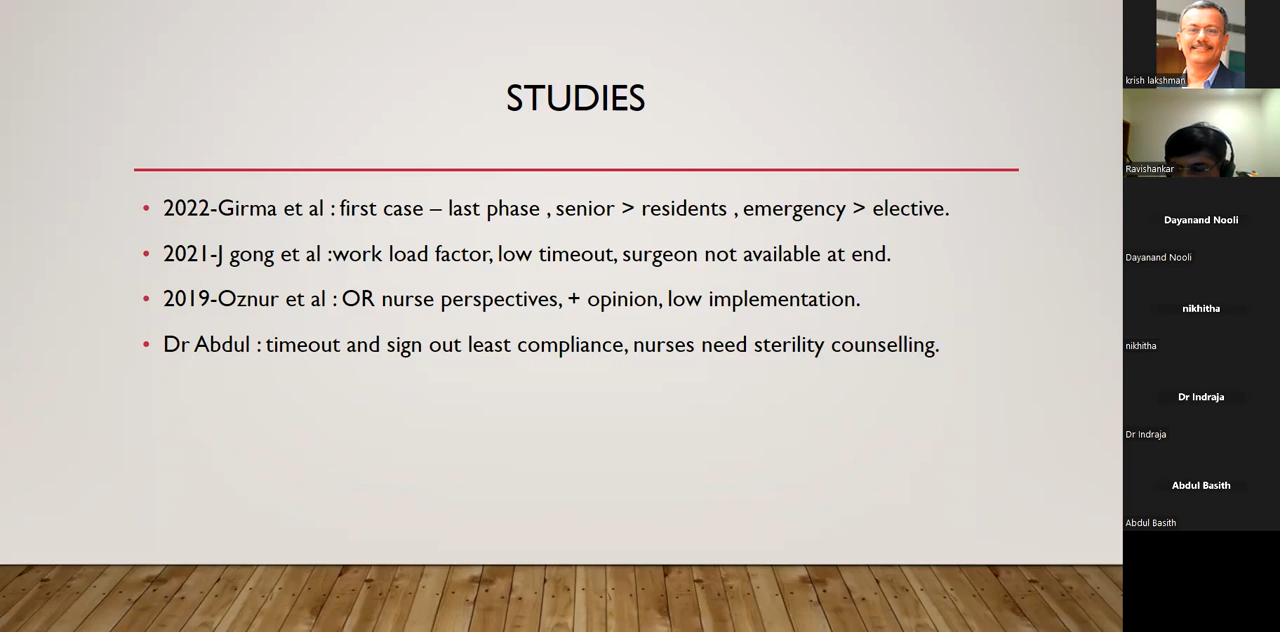 STUDIES
• 2022-Girma et al : first case – last phase , senior > residents , emergency > elective.
• 2021-J gong et al :work load factor, low timeout, surgeon not available at end.
• 2019-Oznur et al : OR nurse perspectives, + opinion, low implementation.
• Dr Abdul : timeout and sign out least compliance, nurses need sterility counselling.
krish lakshman
Ravishankar
Dayanand Nooli
Dayanand Nooli
nikhitha
nikhitha
Dr Indraja
Dr Indraja
Abdul Basith
Abdul Basith